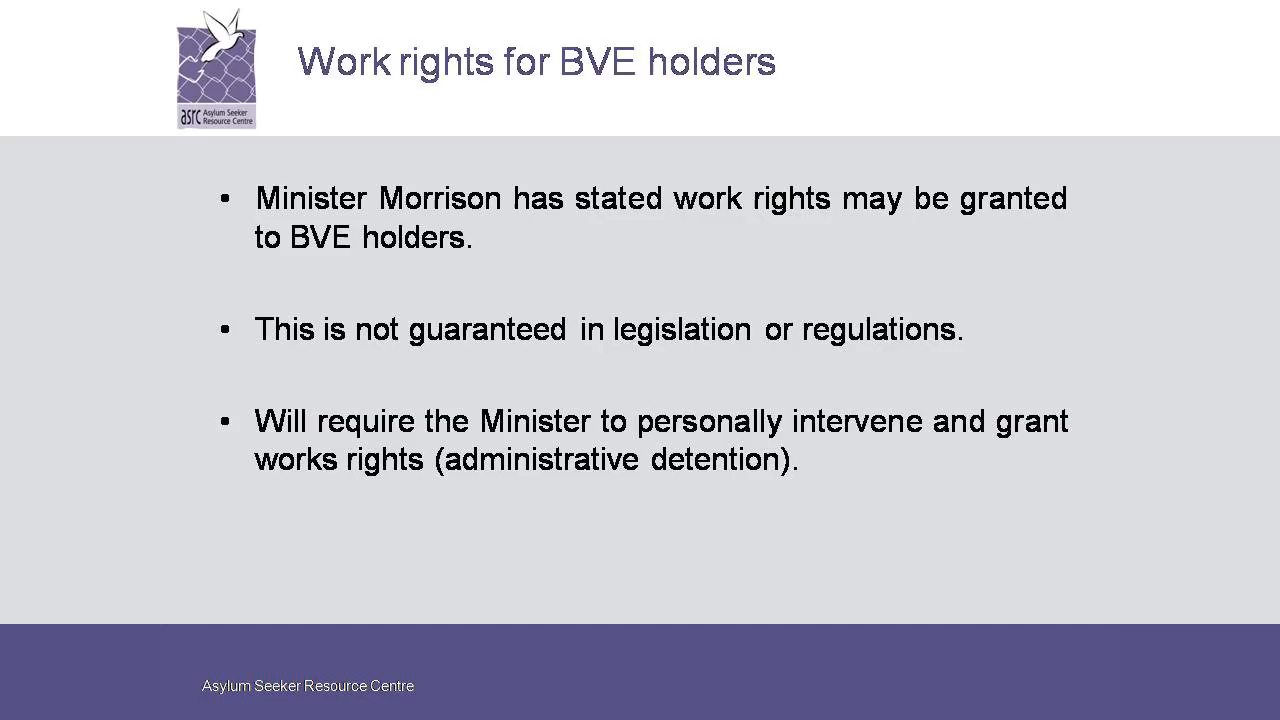 Work rights for BVE holders
asrc Asylum Seeker
Resource Centre
• Minister Morrison has stated work rights may be granted
to BVE holders.
• This is not guaranteed in legislation or regulations.
• Will require the Minister to personally intervene and grant
works rights (administrative detention).
Asylum Seeker Resource Centre